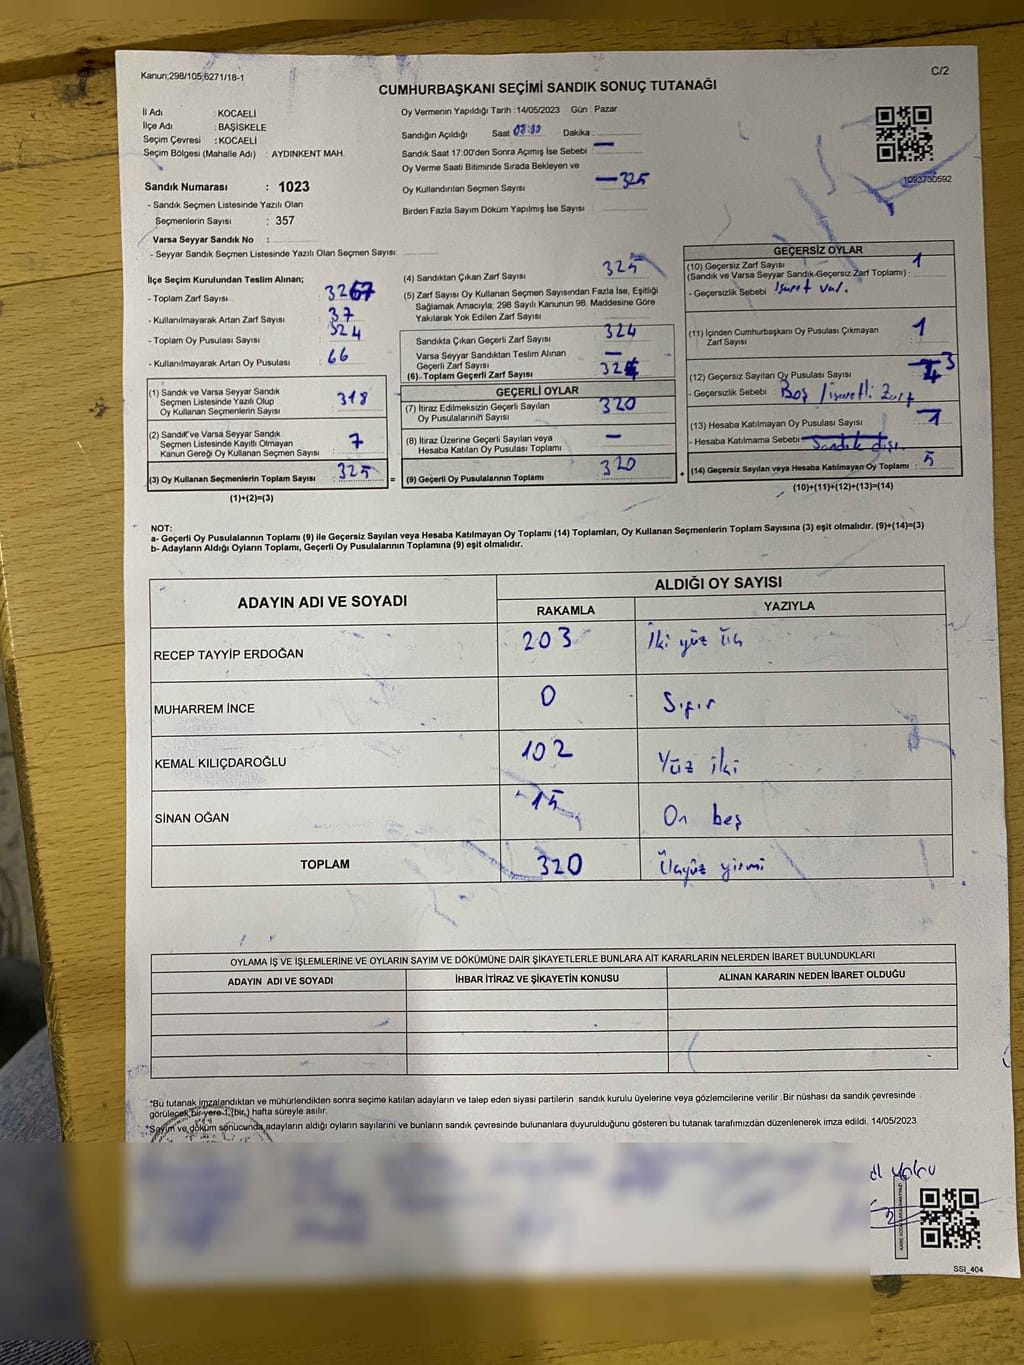 Kanun;298/105,6271/18-1
C/2
CUMHURBAŞKANI SEÇİMİ SANDIK SONUÇ TUTANAĞI
İl Adı : KOCAELİ
İlçe Adı : BAŞİSKELE
Seçim Çevresi : KOCAELİ
Seçim Bölgesi (Mahalle Adı) : AYDINKENT MAH.
Sandık Numarası : 1023
- Sandık Seçmen Listesinde Yazılı Olan
Seçmenlerin Sayısı : 357
Varsa Seyyar Sandık No :
- Seyyar Sandık Seçmen Listesinde Yazılı Olan Seçmen Sayısı:
Oy Vermenin Yapıldığı Tarih :14/05/2023 Gün : Pazar
Sandığın Açıldığı Saat 08:00 Dakika :
Sandık Saat 17:00'den Sonra Açımış İse Sebebi : —
Oy Verme Saati Bitiminde Sırada Bekleyen ve
Oy Kullandırılan Seçmen Sayısı — 325
Birden Fazla Sayım Döküm Yapılmış İse Sayısı :
1093730592
İlçe Seçim Kurulundan Teslim Alınan;
- Toplam Zarf Sayısı
- Kullanılmayarak Artan Zarf Sayısı : 37
- Toplam Oy Pusulası Sayısı : 524
- Kullanılmayarak Artan Oy Pusulası : 66
(1) Sandık ve Varsa Seyyar Sandık
Seçmen Listesinde Yazılı Olup
Oy Kullanan Seçmenlerin Sayısı : 318
(2) Sandık ve Varsa Seyyar Sandık
Seçmen Listesinde Kayıtlı Olmayan
Kanun Gereği Oy Kullanan Seçmen Sayısı : 7
(3) Oy Kullanan Seçmenlerin Toplam Sayısı : 325
(1)+(2)=(3)
(4) Sandıktan Çıkan Zarf Sayısı : 325
(5) Zarf Sayısı Oy Kullanan Seçmen Sayısından Fazla İse, Eşitliği
Sağlamak Amacıyla; 298 Sayılı Kanunun 98. Maddesine Göre
Yakılarak Yok Edilen Zarf Sayısı :
Sandıkta Çıkan Geçerli Zarf Sayısı : 324
Varsa Seyyar Sandıktan Teslim Alınan
Geçerli Zarf Sayısı : —
(6). Toplam Geçerli Zarf Sayısı : 324
GEÇERLİ OYLAR
(7) İtiraz Edilmeksizin Geçerli Sayılan
Oy Pusulalarının Sayısı : 320
(8) İtiraz Üzerine Geçerli Sayılan veya
Hesaba Katılan Oy Pusulası Toplamı : —
(9) Geçerli Oy Pusulalarının Toplamı : 320
GEÇERSİZ OYLAR
(10) Geçersiz Zarf Sayısı 1
(Sandık ve Varsa Seyyar Sandık Geçersiz Zarf Toplamı) :
- Geçersizlik Sebebi : İşaret var.
(11) İçinden Cumhurbaşkanı Oy Pusulası Çıkmayan
Zarf Sayısı : 1
(12) Geçersiz Sayılan Oy Pusulası Sayısı 3
- Geçersizlik Sebebi : Boş / işaretli Zarf
(13) Hesaba Katılmayan Oy Pusulası Sayısı
- Hesaba Katılmama Sebebi : Sandık dışı
(14) Geçersiz Sayılan veya Hesaba Katılmayan Oy Toplamı : 5
(10)+(11)+(12)+(13)=(14)
NOT:
a- Geçerli Oy Pusulalarının Toplamı (9) ile Geçersiz Sayılan veya Hesaba Katılmayan Oy Toplamı (14) Toplamları, Oy Kullanan Seçmenlerin Toplam Sayısına (3) eşit olmalıdır. (9)+(14)=(3)
b- Adayların Aldığı Oyların Toplamı, Geçerli Oy Pusulalarının Toplamına (9) eşit olmalıdır.
ADAYIN ADI VE SOYADI
ALDIĞI OY SAYISI
RAKAMLA YAZIYLA
RECEP TAYYİP ERDOĞAN 203 İki yüz üç
MUHARREM İNCE 0 Sıfır
KEMAL KILIÇDAROĞLU 102 Yüz iki
SİNAN OĞAN 15 On beş
TOPLAM 320 Üçyüz yirmi
OYLAMA İŞ VE İŞLEMLERİNE VE OYLARIN SAYIM VE DÖKÜMÜNE DAİR ŞİKAYETLERLE BUNLARA AİT KARARLARIN NELERDEN İBARET BULUNDUKLARI
ADAYIN ADI VE SOYADI İHBAR İTİRAZ VE ŞİKAYETİN KONUSU ALINAN KARARIN NEDEN İBARET OLDUĞU
*Bu tutanak imzalandıktan ve mühürlendikten sonra seçime katılan adayların ve talep eden siyasi partilerin sandık kurulu üyelerine veya gözlemcilerine verilir .Bir nüshası da sandık çevresinde
görülecek bir yere 1 (bir,) hafta süreyle asılır.
*Sayım ve döküm sonucunda adayların aldığı oyların sayılarını ve bunların sandık çevresinde bulunanlara duyurulduğunu gösteren bu tutanak tarafımızdan düzenlenerek imza edildi. 14/05/2023
SSI_404